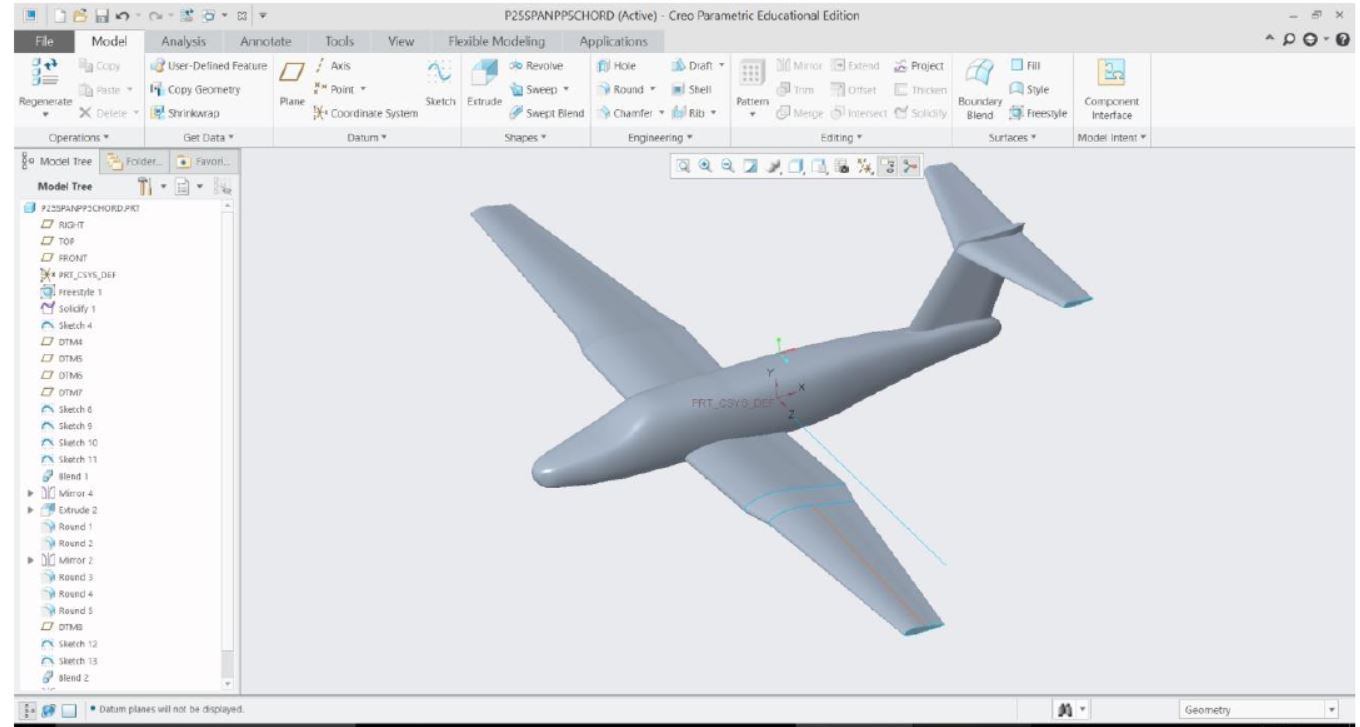 P25SPANPP5CHORD (Active) - Creo Parametric Educational Edition
File Model Analysis Annotate Tools View Flexible Modeling Applications
Copy User-Defined Feature Axis Revolve Hole Draft Mirror Extend Project Fill
Paste Copy Geometry Point Sweep Round Shell Trim Offset Thicken Style
Regenerate Delete Shrinkwrap Plane Coordinate System Sketch Extrude Swept Blend Chamfer Rib Pattern Merge Intersect Solidify Boundary Blend Freestyle Component Interface
Operations Get Data Datum Shapes Engineering Editing Surfaces Model Intent
Model Tree Folder... Favori...
Model Tree
P25SPANPP5CHORD.PRT
RIGHT
TOP
FRONT
PRT_CSYS_DEF
Freestyle 1
Solidify 1
Sketch 4
DTM4
DTM5
DTM6
DTM7
Sketch 8
Sketch 9
Sketch 10
Sketch 11
Blend 1
Mirror 4
Extrude 2
Round 1
Round 2
Mirror 2
Round 3
Round 4
Round 5
DTM8
Sketch 12
Sketch 13
Blend 2
Y
X
PRT_CSYS_DEF
Z
Datum planes will not be displayed.
Geometry